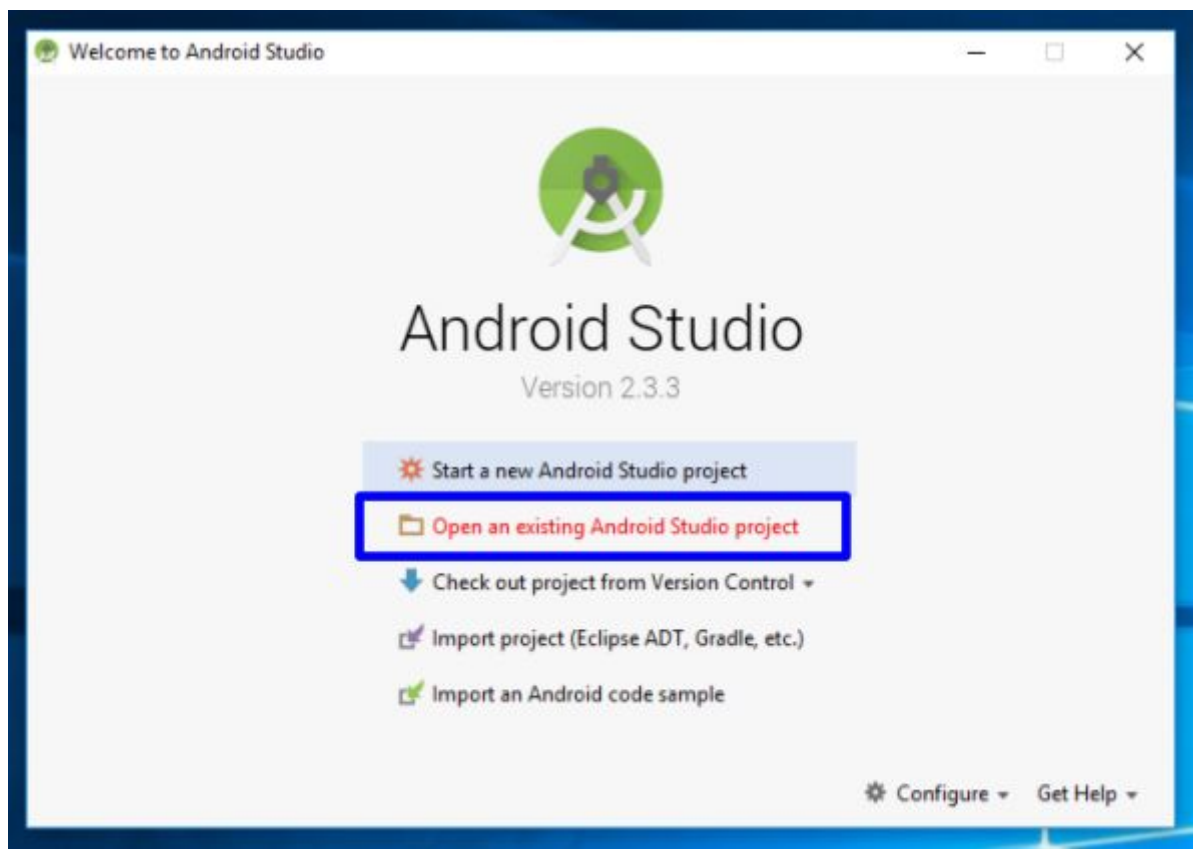 Welcome to Android Studio
Android Studio
Version 2.3.3
Start a new Android Studio project
Open an existing Android Studio project
Check out project from Version Control
Import project (Eclipse ADT, Gradle, etc.)
Import an Android code sample
Configure Get Help